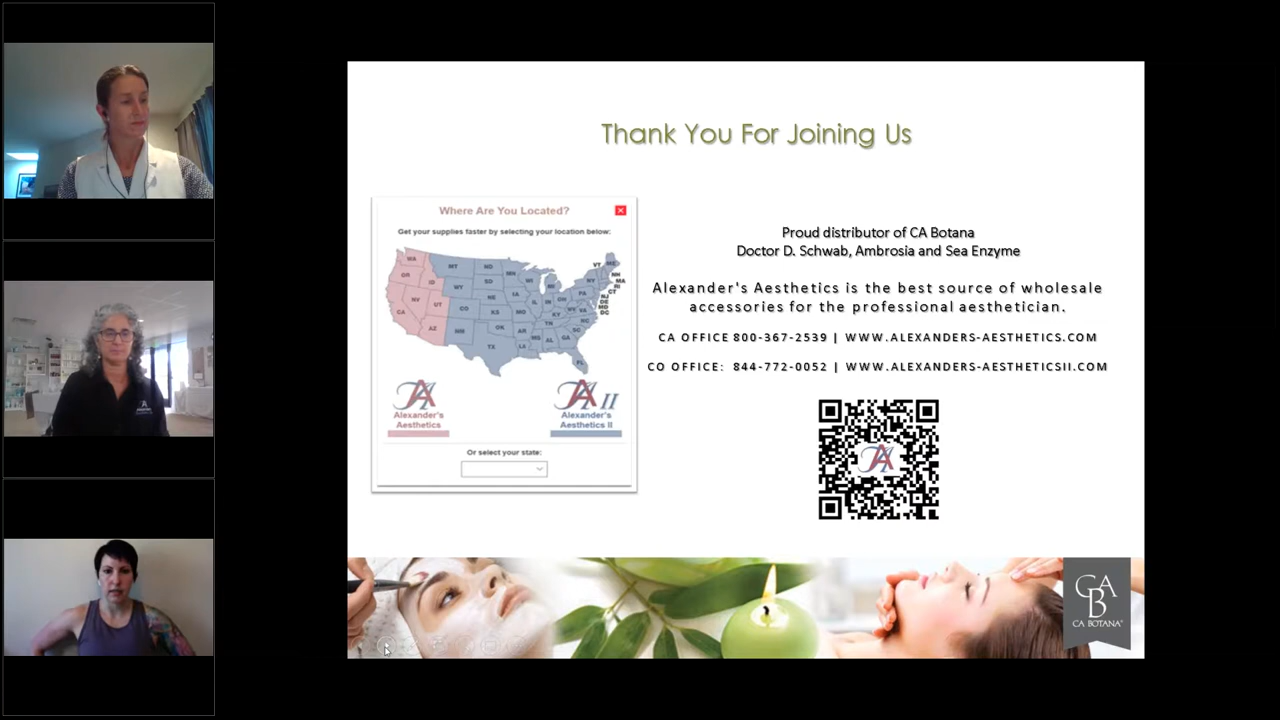 Thank You For Joining Us
Where Are You Located?
Get your supplies faster by selecting your location below:
WA
OR
ID
NV
UT
CA
AZ
MT
ND
MN
SD
WY
WI
MI
NE
IA
CO
IL
IN
OH
PA
NY
VT
ME
NH
MA
RI
CT
NJ
DE
MD
DC
KS
MO
KY
WV
VA
NC
TN
SC
NM
OK
AR
MS
AL
GA
TX
LA
FL
A
Alexander's
Aesthetics
A II
Alexander's
Aesthetics II
Or select your state:
Proud distributor of CA Botana
Doctor D. Schwab, Ambrosia and Sea Enzyme
Alexander's Aesthetics is the best source of wholesale
accessories for the professional aesthetician.
CA OFFICE 800-367-2539 | WWW.ALEXANDERS-AESTHETICS.COM
CO OFFICE: 844-772-0052 | WWW.ALEXANDERS-AESTHETICSII.COM
A
CAB
CA BOTANA®